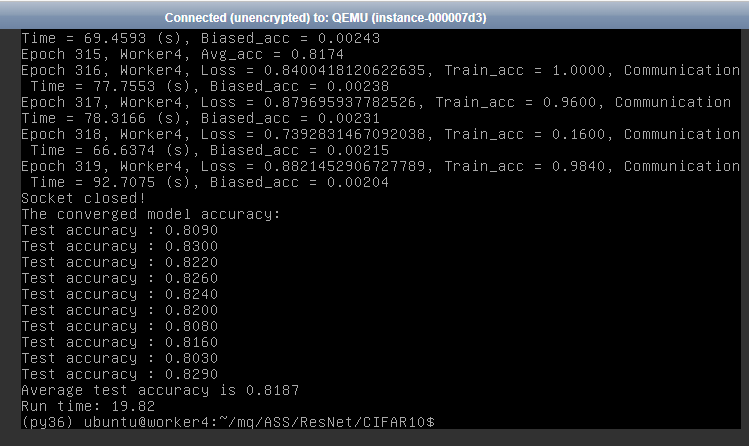 Connected (unencrypted) to: QEMU (instance-000007d3)
Time = 69.4593 (s), Biased_acc = 0.00243
Epoch 315, Worker4, Avg_acc = 0.8174
Epoch 316, Worker4, Loss = 0.8400418120622635, Train_acc = 1.0000, Communication
Time = 77.7553 (s), Biased_acc = 0.00238
Epoch 317, Worker4, Loss = 0.879695937782526, Train_acc = 0.9600, Communication
Time = 78.3166 (s), Biased_acc = 0.00231
Epoch 318, Worker4, Loss = 0.7392831467092038, Train_acc = 0.1600, Communication
Time = 66.6374 (s), Biased_acc = 0.00215
Epoch 319, Worker4, Loss = 0.8821452906727789, Train_acc = 0.9840, Communication
Time = 92.7075 (s), Biased_acc = 0.00204
Socket closed!
The converged model accuracy:
Test accuracy : 0.8090
Test accuracy : 0.8300
Test accuracy : 0.8220
Test accuracy : 0.8260
Test accuracy : 0.8240
Test accuracy : 0.8200
Test accuracy : 0.8080
Test accuracy : 0.8160
Test accuracy : 0.8030
Test accuracy : 0.8290
Average test accuracy is 0.8187
Run time: 19.82
(py36) ubuntu@worker4:~/mq/ASS/ResNet/CIFAR10$